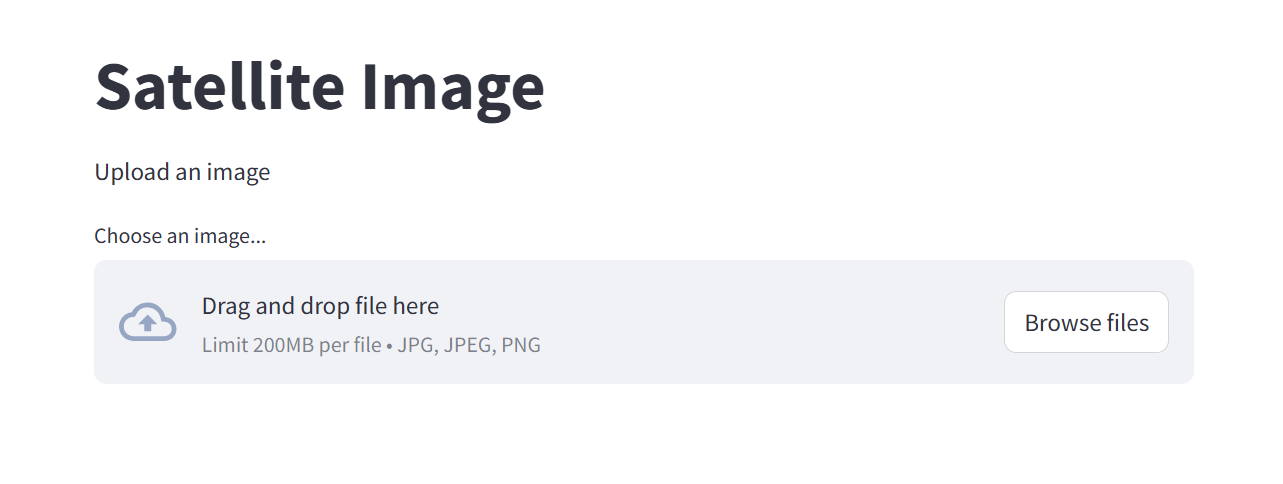 Satellite Image
Upload an image
Choose an image...
Drag and drop file here
Limit 200MB per file • JPG, JPEG, PNG
Browse files